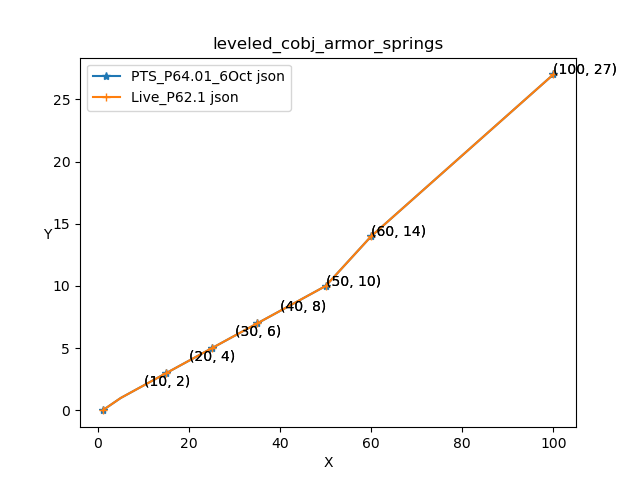 leveled_cobj_armor_springs
PTS_P64.01_6Oct json
Live_P62.1 json
(100, 27)
(60, 14)
(50, 10)
(40, 8)
(30, 6)
(20, 4)
(10, 2)
25
20
15
10
5
0
Y
0 20 40 60 80 100
X